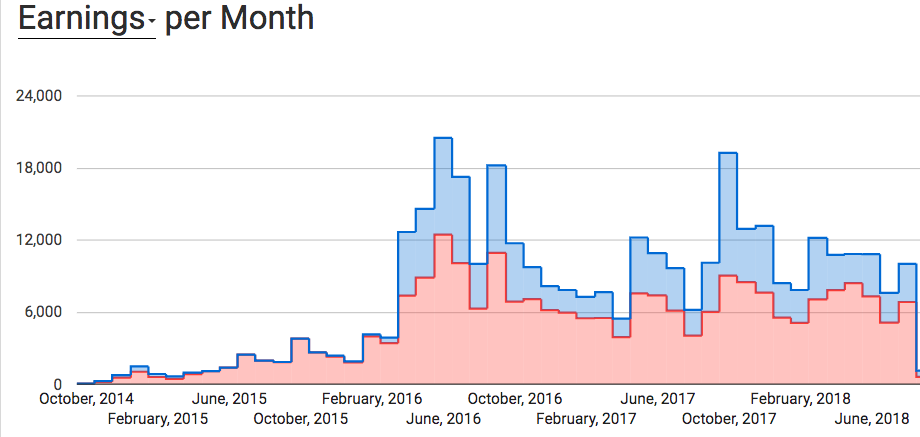 Earnings per Month
24,000
18,000
12,000
6,000
0
October, 2014 June, 2015 February, 2016 October, 2016 June, 2017 February, 2018
February, 2015 October, 2015 June, 2016 February, 2017 October, 2017 June, 2018